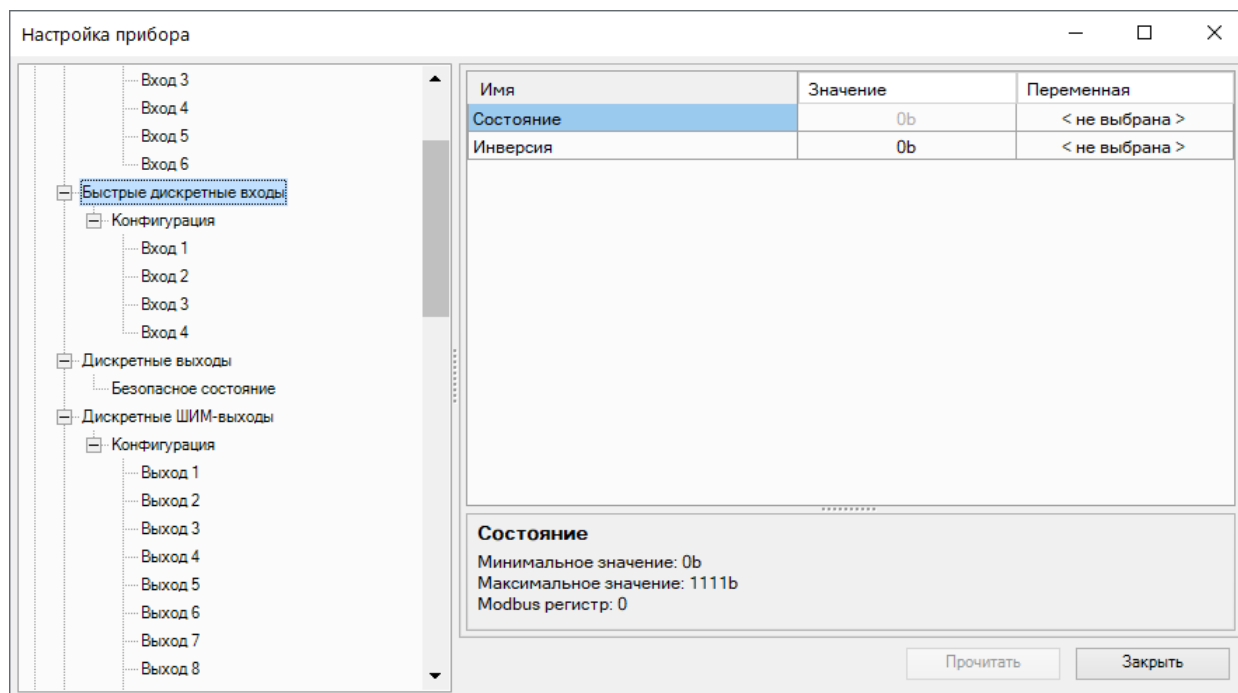 Настройка прибора
Вход 3
Вход 4
Вход 5
Вход 6
Быстрые дискретные входы
Конфигурация
Вход 1
Вход 2
Вход 3
Вход 4
Дискретные выходы
Безопасное состояние
Дискретные ШИМ-выходы
Конфигурация
Выход 1
Выход 2
Выход 3
Выход 4
Выход 5
Выход 6
Выход 7
Выход 8
Имя Значение Переменная
Состояние 0b < не выбрана >
Инверсия 0b < не выбрана >
Состояние
Минимальное значение: 0b
Максимальное значение: 1111b
Modbus регистр: 0
Прочитать Закрыть